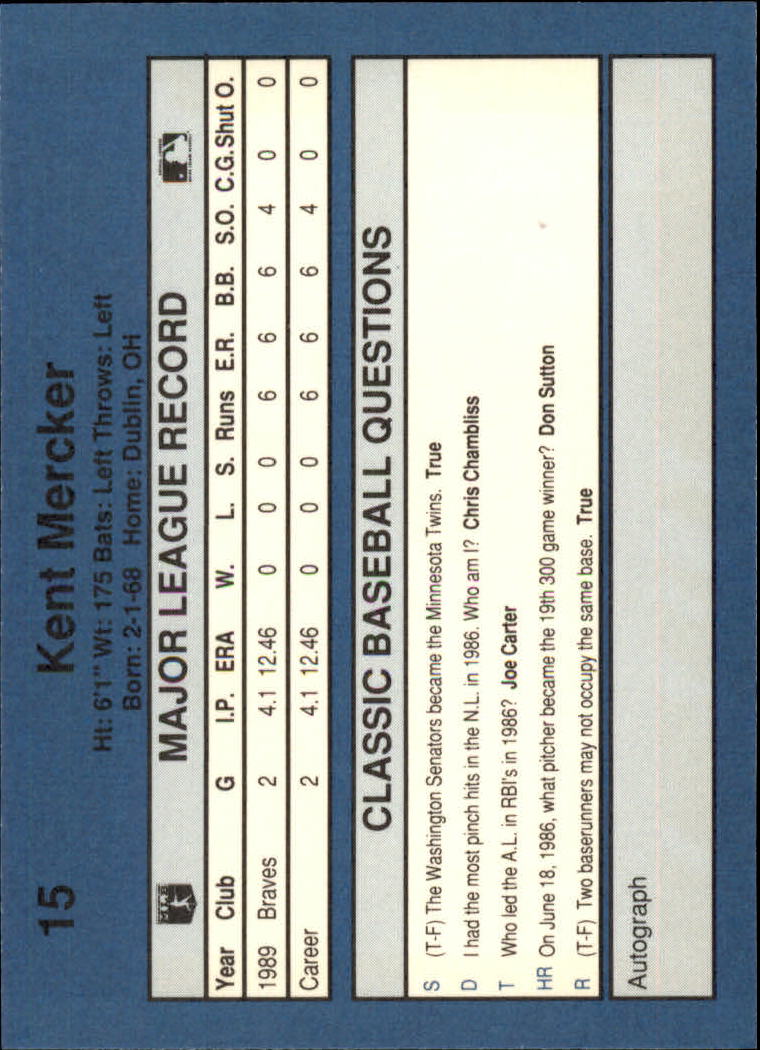 15 Kent Mercker
Ht: 6'1" Wt: 175 Bats: Left Throws: Left
Born: 2-1-68 Home: Dublin, OH
MAJOR LEAGUE RECORD
Year Club G I.P. ERA W. L. S. Runs E.R. B.B. S.O. C.G. Shut O.
1989 Braves 2 4.1 12.46 0 0 0 6 6 6 4 0 0
Career 2 4.1 12.46 0 0 0 6 6 6 4 0 0
CLASSIC BASEBALL QUESTIONS
S (T-F) The Washington Senators became the Minnesota Twins. True
D I had the most pinch hits in the N.L. in 1986. Who am I? Chris Chambliss
T Who led the A.L. in RBI's in 1986? Joe Carter
HR On June 18, 1986, what pitcher became the 19th 300 game winner? Don Sutton
R (T-F) Two baserunners may not occupy the same base. True
Autograph